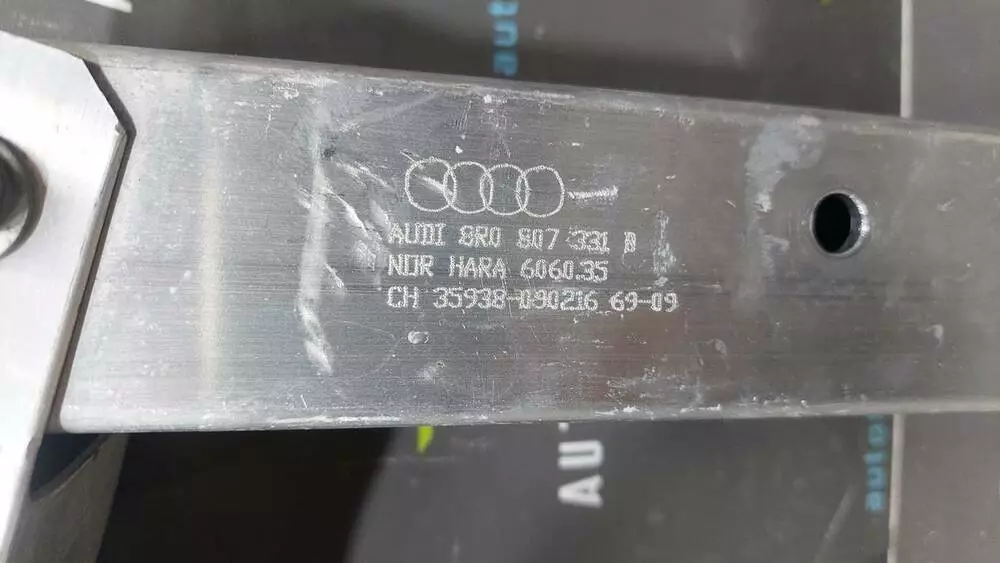 AUDI 8R0 807 331 B
NOR HARA 6060.35
CH 35938-090216 69-09